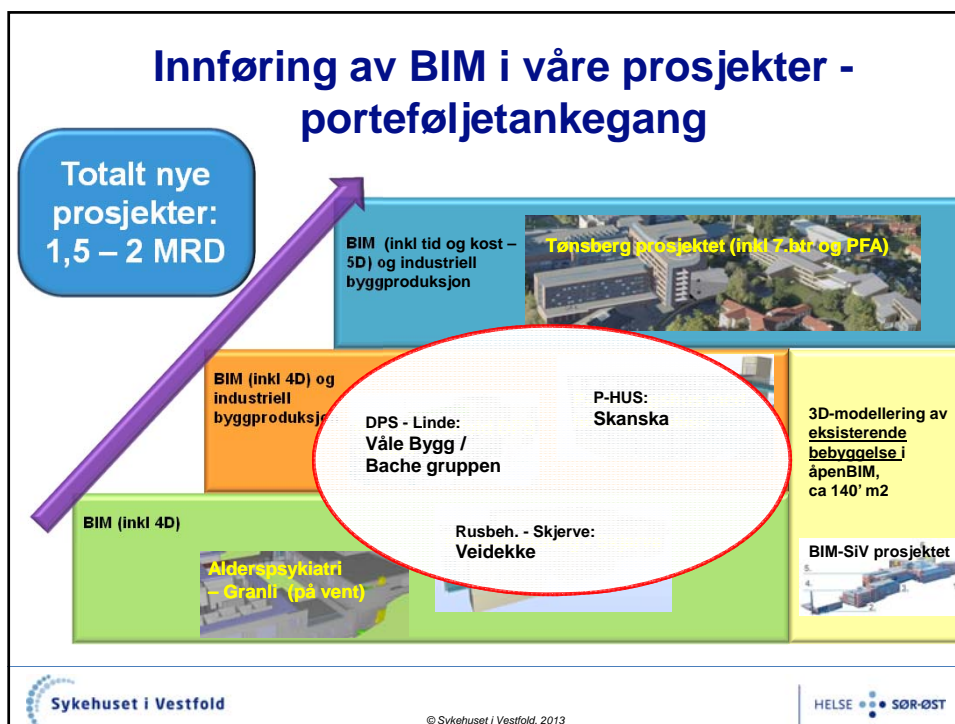 Innføring av BIM i våre prosjekter -
porteføljetankegang
Totalt nye
prosjekter:
1,5 – 2 MRD
BIM (inkl tid og kost –
5D) og industriell
byggproduksjon
Tønsberg prosjektet (inkl 7.btr og PFA)
BIM (inkl 4D) og
industriell
DPS - Linde:
Våle Bygg /
Bache gruppen
P-HUS:
Skanska
Rusbeh. - Skjerve:
Veidekke
3D-modellering av
eksisterende
bebyggelse i
åpenBIM,
ca 140' m2
BIM (inkl 4D)
Alderspsykiatri
– Granli (på vent)
BIM-SiV prosjektet
Sykehuset i Vestfold
© Sykehuset i Vestfold, 2013
HELSE SØR-ØST